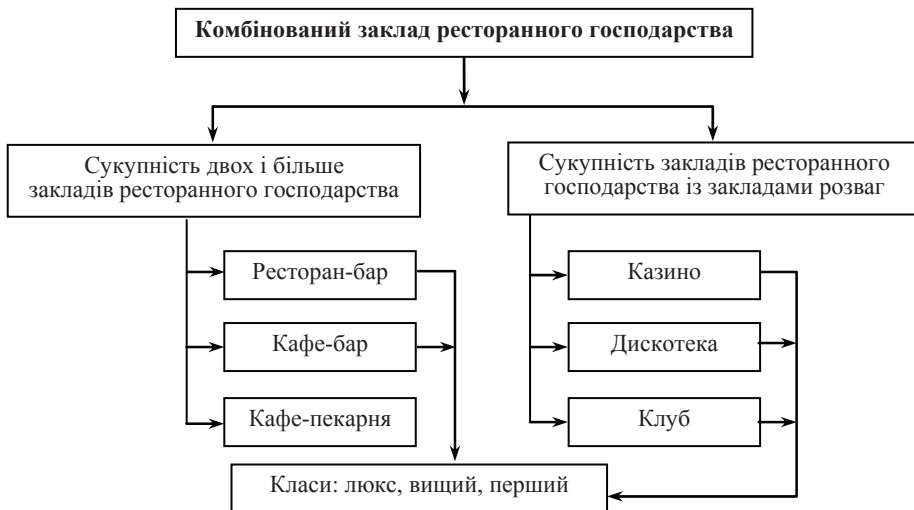 Комбінований заклад ресторанного господарства
Сукупність двох і більше
закладів ресторанного господарства
Сукупність закладів ресторанного
господарства із закладами розваг
Ресторан-бар
Казино
Кафе-бар
Дискотека
Кафе-пекарня
Клуб
Класи: люкс, вищий, перший